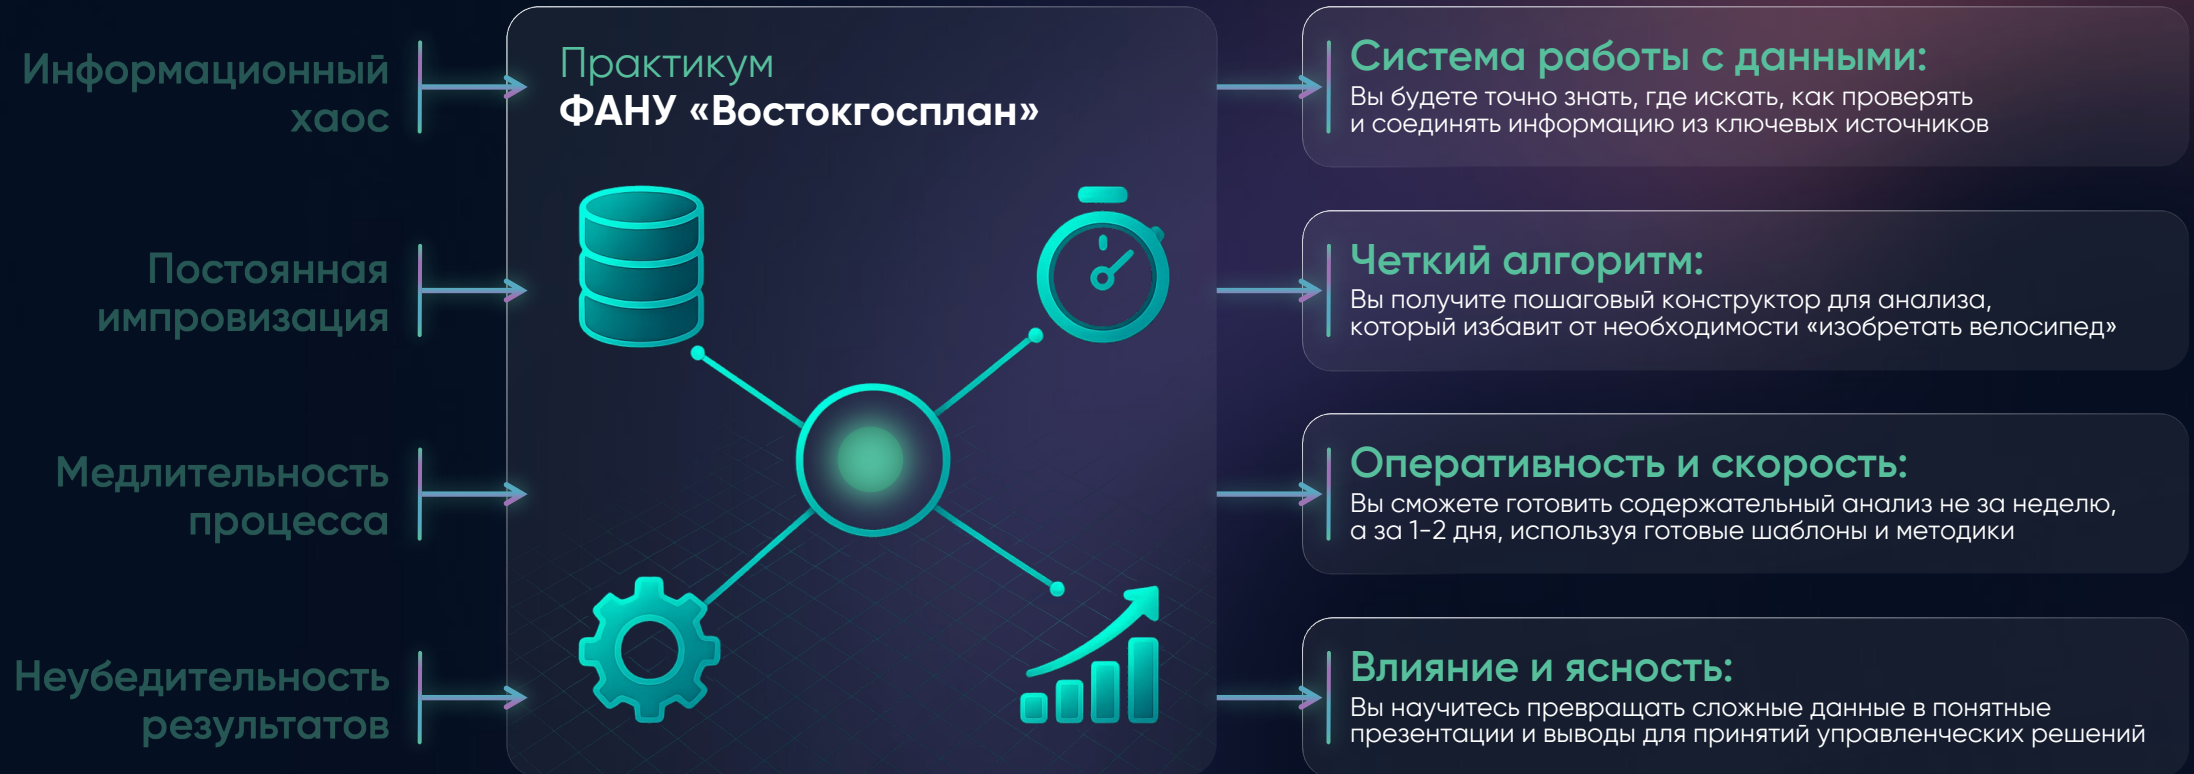 Информационный
хаос
Постоянная
импровизация
Медлительность
процесса
Неубедительность
результатов
Практикум
ФАНУ «Востокгосплан»
Система работы с данными:
Вы будете точно знать, где искать, как проверять
и соединять информацию из ключевых источников
Четкий алгоритм:
Вы получите пошаговый конструктор для анализа,
который избавит от необходимости «изобретать велосипед»
Оперативность и скорость:
Вы сможете готовить содержательный анализ не за неделю,
а за 1-2 дня, используя готовые шаблоны и методики
Влияние и ясность:
Вы научитесь превращать сложные данные в понятные
презентации и выводы для принятий управленческих решений